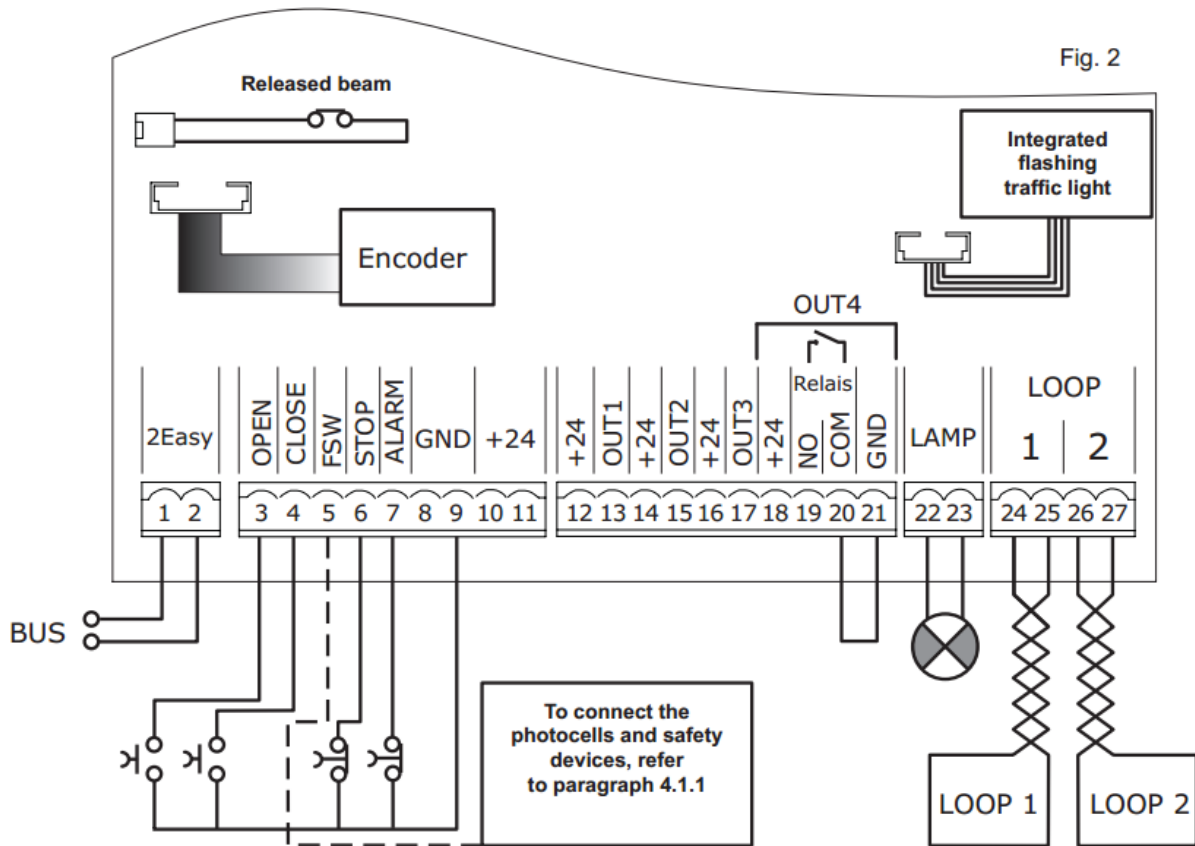 Fig. 2
Released beam
Integrated
flashing
traffic light
Encoder
OUT4
Relais
LOOP
2Easy
OPEN
CLOSE
FSW
STOP
ALARM
GND
+24
+24
OUT1
+24
OUT2
+24
OUT3
+24
NO
COM
GND
LAMP
1
2
1 2 3 4 5 6 7 8 9 10 11 12 13 14 15 16 17 18 19 20 21 22 23 24 25 26 27
BUS
To connect the
photocells and safety
devices, refer
to paragraph 4.1.1
LOOP 1
LOOP 2